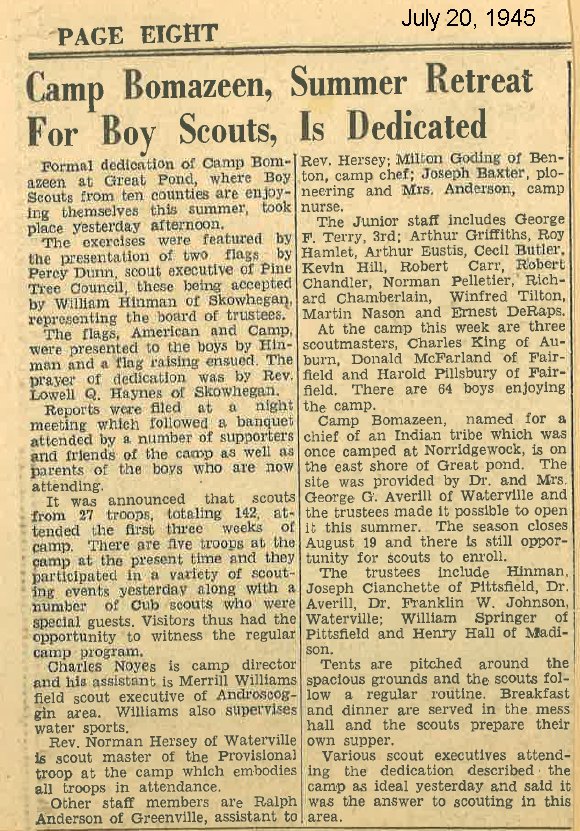 July 20, 1945
PAGE EIGHT
Camp Bomazeen, Summer Retreat
For Boy Scouts, Is Dedicated
Formal dedication of Camp Bom-
azeen at Great Pond, where Boy
Scouts from ten counties are enjoy-
ing themselves this summer, took
place yesterday afternoon.
The exercises were featured by
the presentation of two flags by
Percy Dunn, scout executive of Pine
Tree Council, these being accepted
by William Hinman of Skowhegan,
representing the board of trustees.
The flags, American and Camp,
were presented to the boys by Hin-
man and a flag raising ensued. The
prayer of dedication was by Rev.
Lowell Q. Haynes of Skowhegan.
Reports were filed at a night
meeting which followed a banquet
attended by a number of supporters
and friends of the camp as well as
parents of the boys who are now
attending.
It was announced that scouts
from 27 troops, totaling 142, at-
tended the first three weeks of
camp. There are five troops at the
camp at the present time and they
participated in a variety of scout-
ing events yesterday along with a
number of Cub scouts who were
special guests. Visitors thus had the
opportunity to witness the regular
camp program.
Charles Noyes is camp director
and his assistant is Merrill Williams
field scout executive of Androscog-
gin area. Williams also supervises
water sports.
Rev. Norman Hersey of Waterville
is scout master of the Provisional
troop at the camp which embodies
all troops in attendance.
Other staff members are Ralph
Anderson of Greenville, assistant to
Rev. Hersey; Milton Goding of Ben-
ton, camp chef; Joseph Baxter, pio-
neering and Mrs. Anderson, camp
nurse.
The Junior staff includes George
F. Terry, 3rd; Arthur Griffiths, Roy
Hamlet, Arthur Eustis, Cecil Butler,
Kevin Hill, Robert Carr, Robert
Chandler, Norman Pelletier, Rich-
ard Chamberlain, Winfred Tilton,
Martin Nason and Ernest DeRaps.
At the camp this week are three
scoutmasters, Charles King of Au-
burn, Donald McFarland of Fair-
field and Harold Pillsbury of Fair-
field. There are 64 boys enjoying
the camp.
Camp Bomazeen, named for a
chief of an Indian tribe which was
once camped at Norridgewock, is on
the east shore of Great pond. The
site was provided by Dr. and Mrs.
George G. Averill of Waterville and
the trustees made it possible to open
it this summer. The season closes
August 19 and there is still oppor-
tunity for scouts to enroll.
The trustees include Hinman,
Joseph Cianchette of Pittsfield, Dr.
Averill, Dr. Franklin W. Johnson,
Waterville; William Springer of
Pittsfield and Henry Hall of Madi-
son.
Tents are pitched around the
spacious grounds and the scouts fol-
low a regular routine. Breakfast
and dinner are served in the mess
hall and the scouts prepare their
own supper.
Various scout executives attend-
ing the dedication described the
camp as ideal yesterday and said it
was the answer to scouting in this
area.